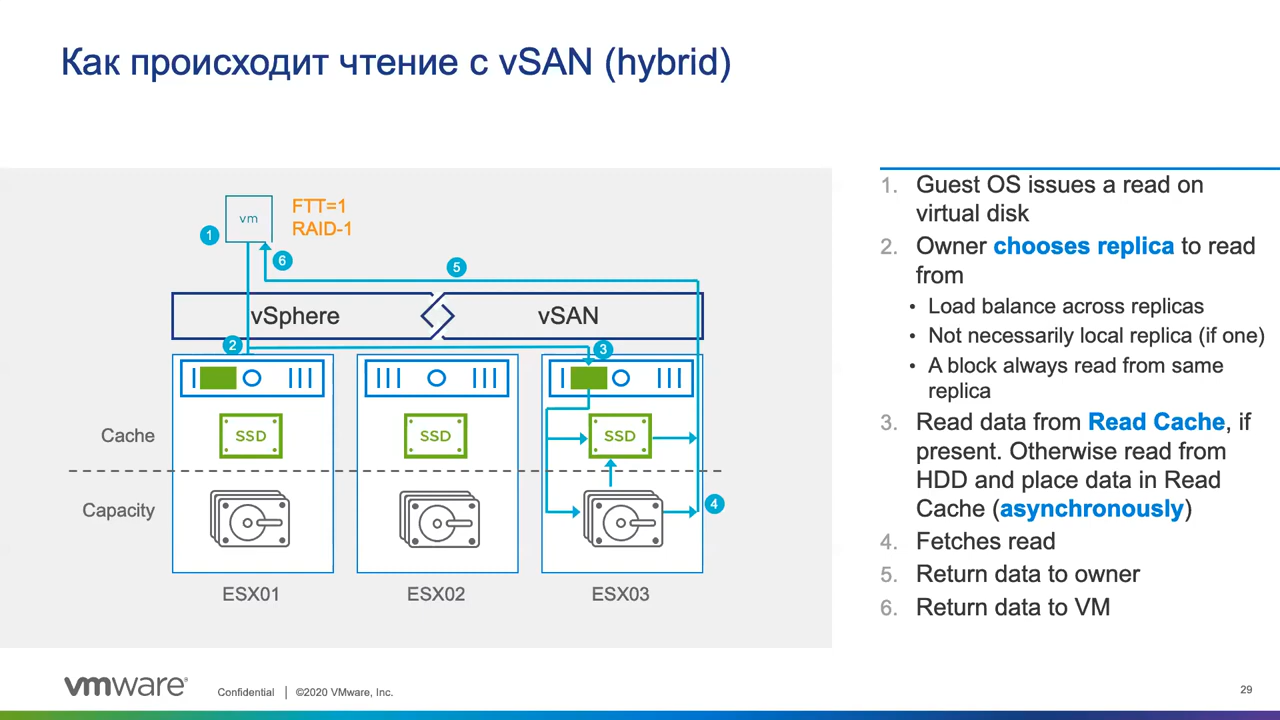 Как происходит чтение с vSAN (hybrid)
vm
FTT=1
RAID-1
1
6
5
vSphere
vSAN
2
3
Cache
SSD
SSD
SSD
Capacity
4
ESX01
ESX02
ESX03
1. Guest OS issues a read on
virtual disk
2. Owner chooses replica to read
from
• Load balance across replicas
• Not necessarily local replica (if one)
• A block always read from same
replica
3. Read data from Read Cache, if
present. Otherwise read from
HDD and place data in Read
Cache (asynchronously)
4. Fetches read
5. Return data to owner
6. Return data to VM
vmware®
Confidential | ©2020 VMware, Inc.
29